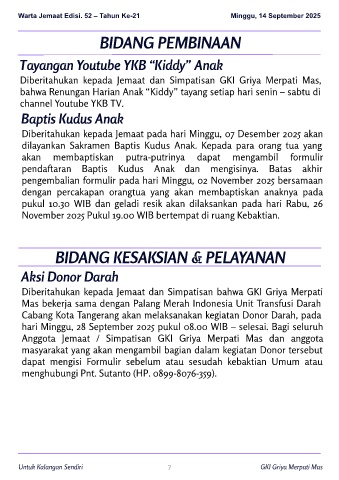 Warta Jemaat Edisi. 52 – Tahun Ke-21 Minggu, 14 September 2025
BIDANG PEMBINAAN
Tayangan Youtube YKB “Kiddy” Anak
Diberitahukan kepada Jemaat dan Simpatisan GKI Griya Merpati Mas,
bahwa Renungan Harian Anak “Kiddy” tayang setiap hari senin – sabtu di
channel Youtube YKB TV.
Baptis Kudus Anak
Diberitahukan kepada Jemaat pada hari Minggu, 07 Desember 2025 akan
dilayankan Sakramen Baptis Kudus Anak. Kepada para orang tua yang
akan membaptiskan putra-putrinya dapat mengambil formulir
pendaftaran Baptis Kudus Anak dan mengisinya. Batas akhir
pengembalian formulir pada hari Minggu, 02 November 2025 bersamaan
dengan percakapan orangtua yang akan membaptiskan anaknya pada
pukul 10.30 WIB dan geladi resik akan dilaksankan pada hari Rabu, 26
November 2025 Pukul 19.00 WIB bertempat di ruang Kebaktian.
BIDANG KESAKSIAN & PELAYANAN
Aksi Donor Darah
Diberitahukan kepada Jemaat dan Simpatisan bahwa GKI Griya Merpati
Mas bekerja sama dengan Palang Merah Indonesia Unit Transfusi Darah
Cabang Kota Tangerang akan melaksanakan kegiatan Donor Darah, pada
hari Minggu, 28 September 2025 pukul 08.00 WIB – selesai. Bagi seluruh
Anggota Jemaat / Simpatisan GKI Griya Merpati Mas dan anggota
masyarakat yang akan mengambil bagian dalam kegiatan Donor tersebut
dapat mengisi Formulir sebelum atau sesudah kebaktian Umum atau
menghubungi Pnt. Sutanto (HP. 0899-8076-359).
Untuk Kalangan Sendiri 7 GKI Griya Merpati Mas